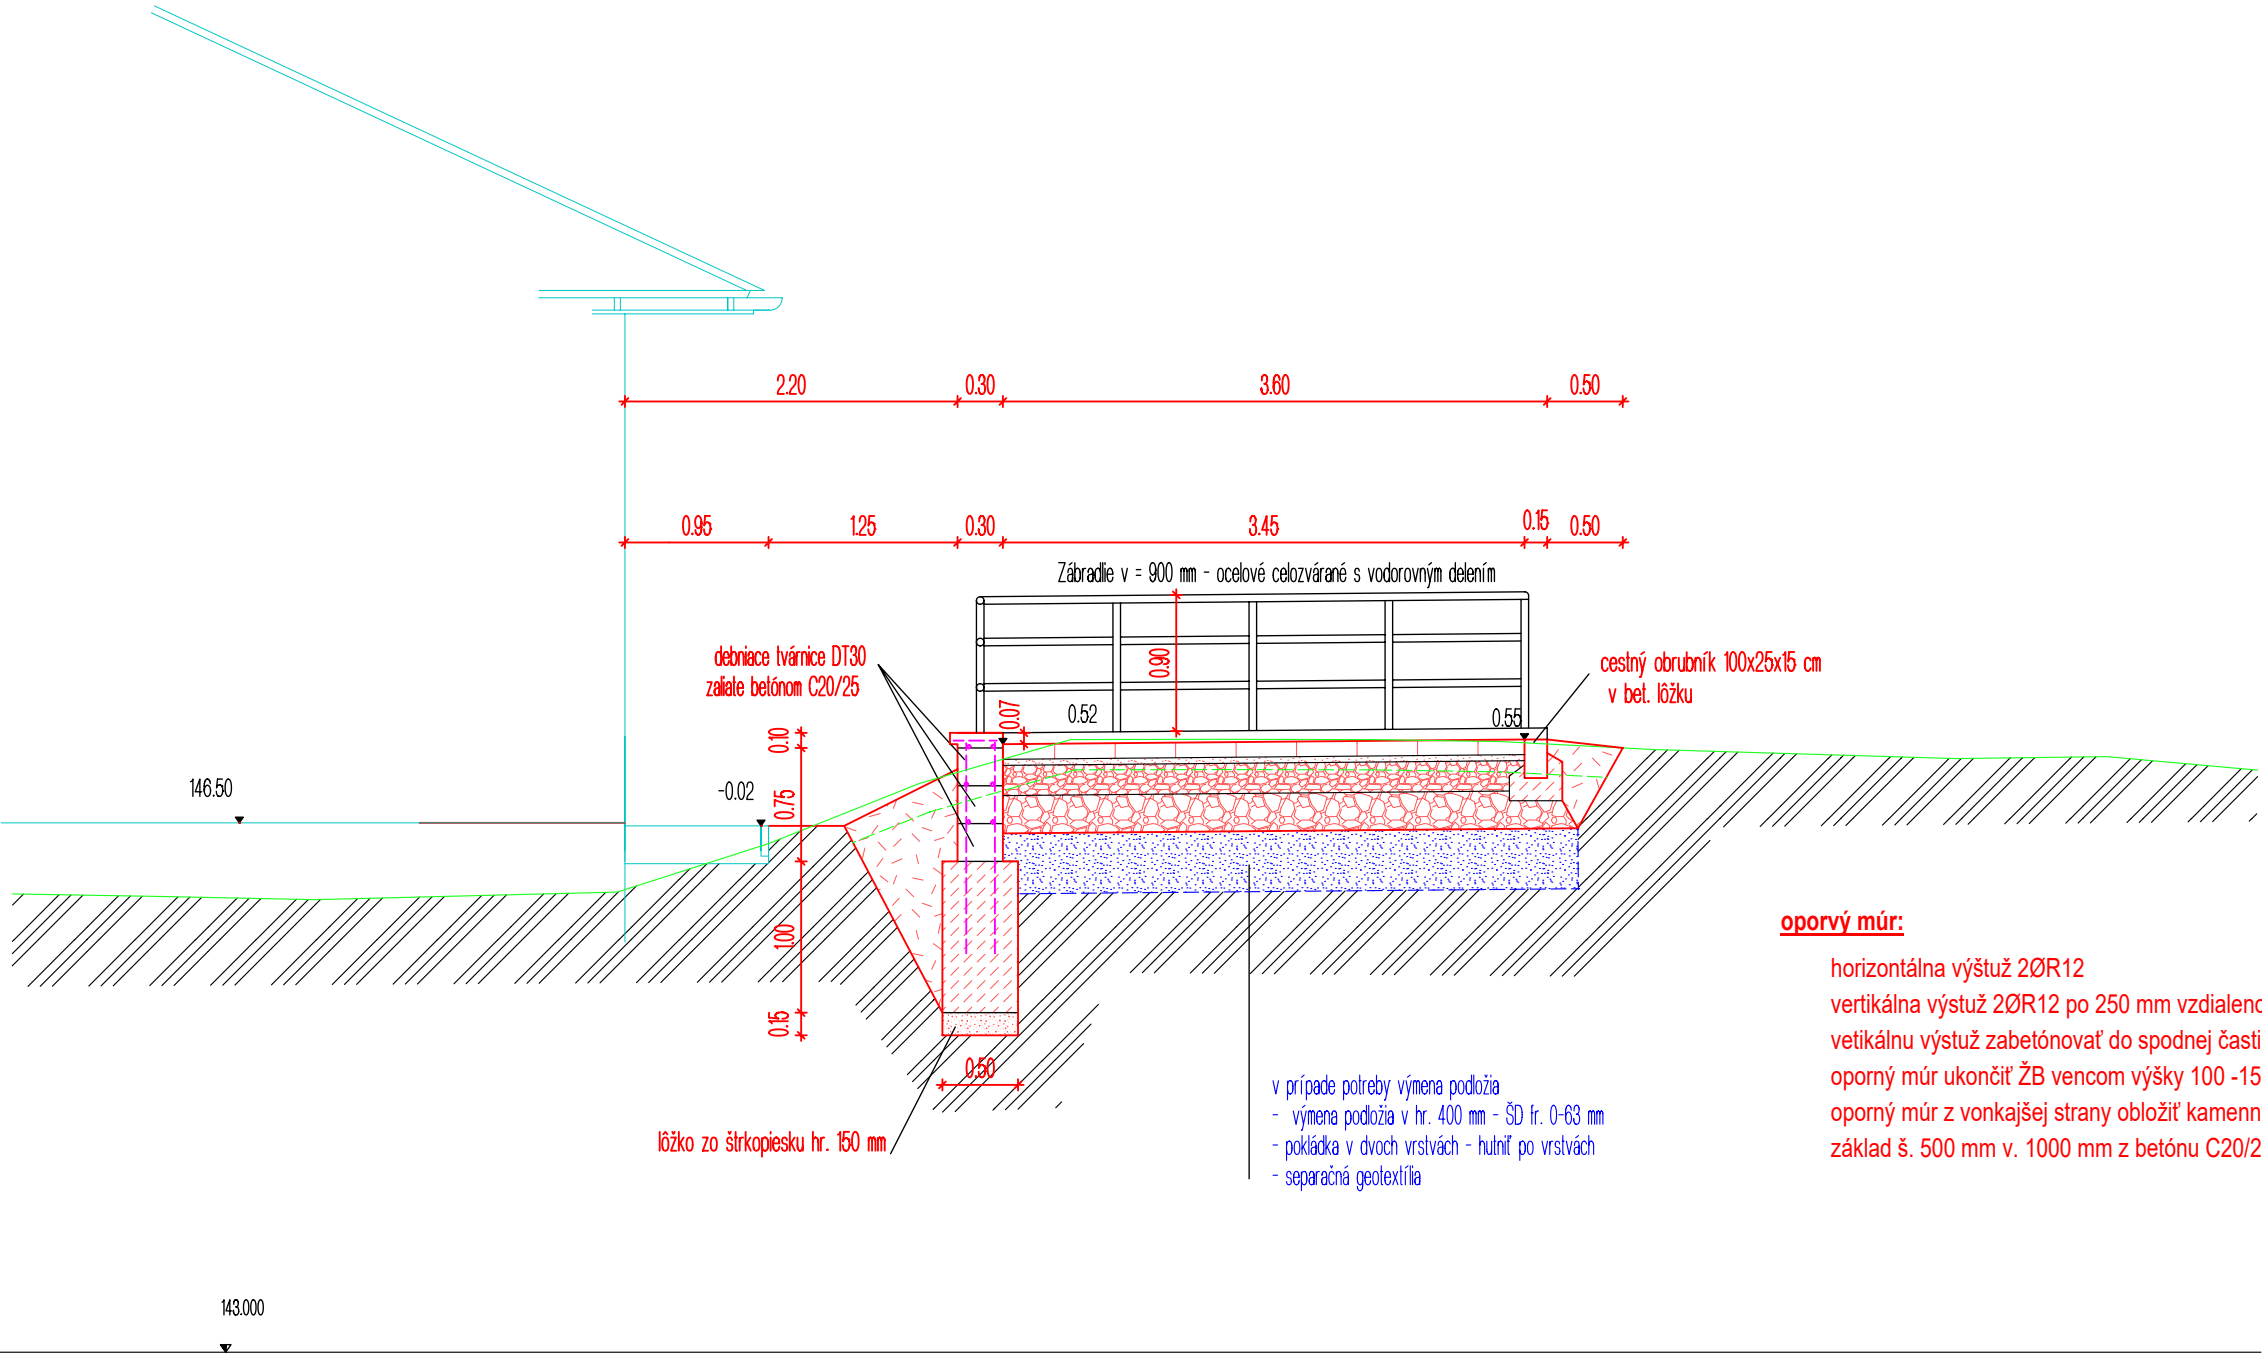 2.20 0.30 3.60 0.50
0.95 1.25 0.30 3.45 0.15 0.50
Zábradlie v = 900 mm - ocelové celozvárané s vodorovným delením
debniace tvárnice DT30
zaliate betónom C20/25
0.90
cestný obrubník 100x25x15 cm
v bet. lôžku
0.07
0.52
0.55
0.10
146.50
-0.02
0.75
1.00
0.15
0.50
lôžko zo štrkopiesku hr. 150 mm
v prípade potreby výmena podložia
- výmena podložia v hr. 400 mm - ŠD fr. 0-63 mm
- pokládka v dvoch vrstvách - hutniť po vrstvách
- separačná geotextília
oporvý múr:
horizontálna výštuž 2ØR12
vertikálna výstuž 2ØR12 po 250 mm vzdialeno
vetikálnu výstuž zabetónovať do spodnej časti
oporný múr ukončiť ŽB vencom výšky 100 -15
oporný múr z vonkajšej strany obložiť kamenn
základ š. 500 mm v. 1000 mm z betónu C20/2
143.000